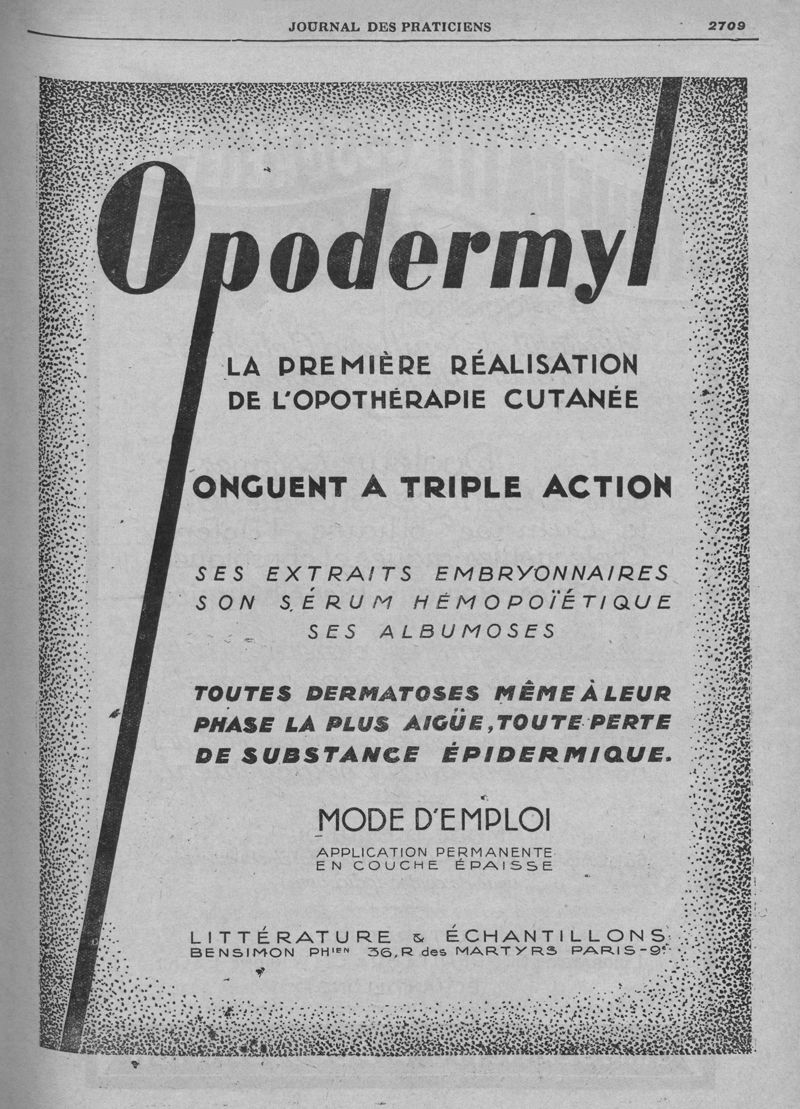 JOURNAL DES PRATICIENS 2709
Opodermyl
LA PREMIÈRE RÉALISATION
DE L'OPOTHÉRAPIE CUTANÉE
ONGUENT A TRIPLE ACTION
SES EXTRAITS EMBRYONNAIRES
SON SÉRUM HÉMOPOÏÉTIQUE
SES ALBUMOSES
TOUTES DERMATOSES MÊME À LEUR
PHASE LA PLUS AIGÜE, TOUTE PERTE
DE SUBSTANCE ÉPIDERMIQUE.
MODE D'EMPLOI
APPLICATION PERMANENTE
EN COUCHE ÉPAISSE
LITTÉRATURE & ÉCHANTILLONS
BENSIMON PHIEN 36, R. des MARTYRS PARIS-9e